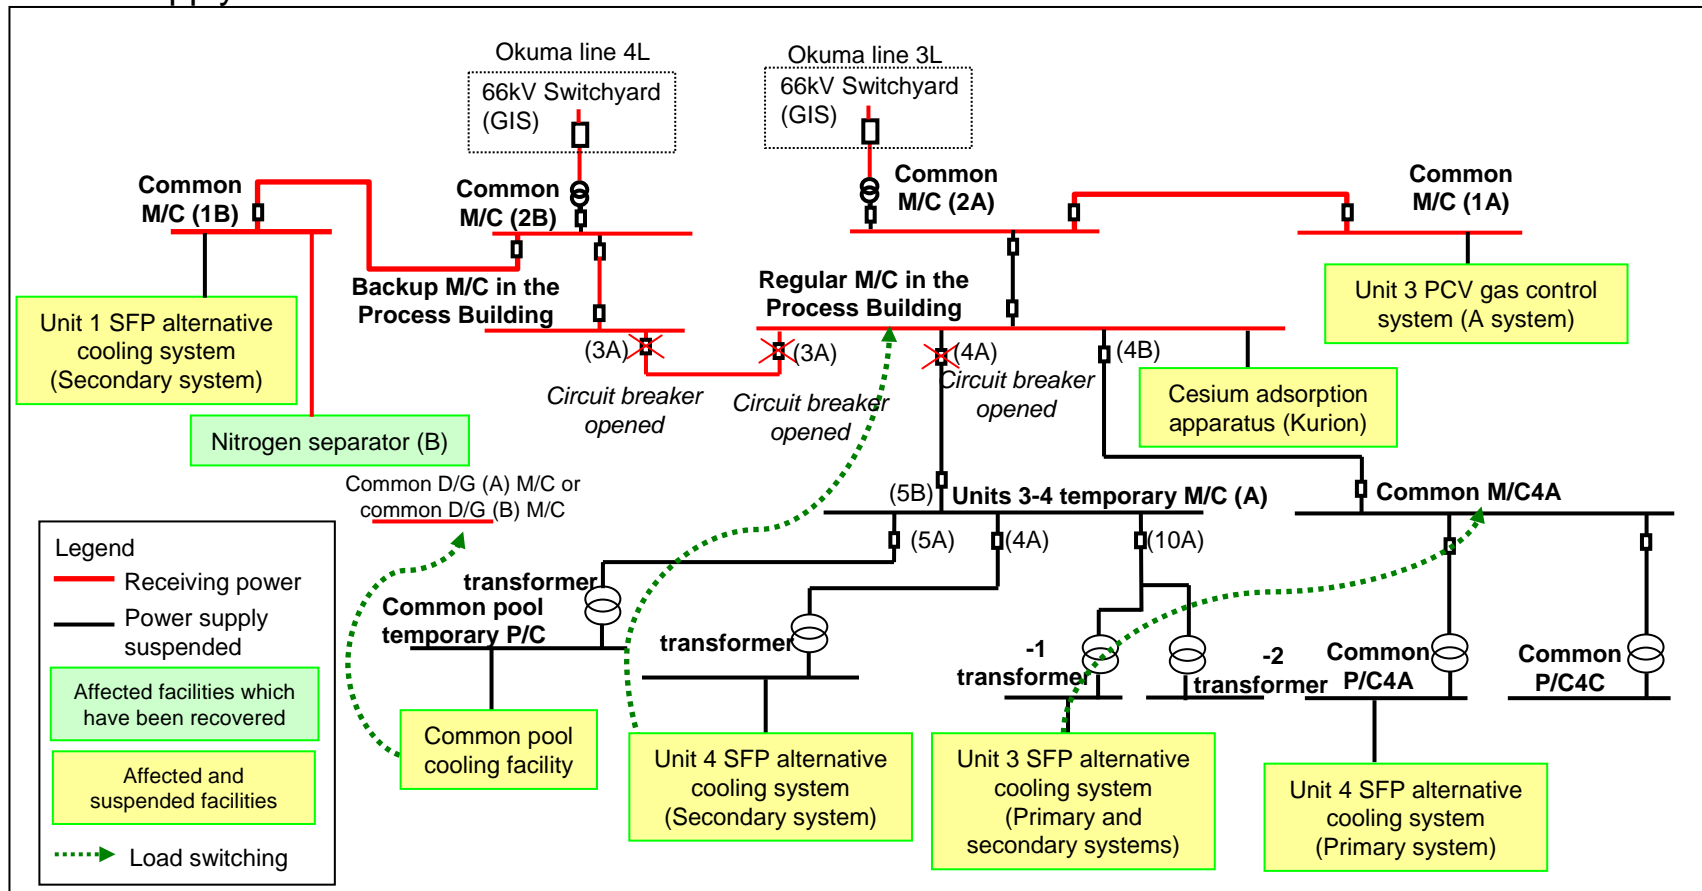 Okuma line 4L
66kV Switchyard
(GIS)
Okuma line 3L
66kV Switchyard
(GIS)
Common
M/C (1B)
Common
M/C (2B)
Common
M/C (2A)
Common
M/C (1A)
Backup M/C in the
Process Building
Regular M/C in the
Process Building
Unit 1 SFP alternative
cooling system
(Secondary system)
Unit 3 PCV gas control
system (A system)
(3A)
(3A)
(4A)
(4B)
Circuit breaker
opened
Circuit breaker
opened
Circuit breaker
opened
Cesium adsorption
apparatus (Kurion)
Nitrogen separator (B)
Common D/G (A) M/C or
common D/G (B) M/C
(5B)
Units 3-4 temporary M/C (A)
Common M/C4A
(5A)
(4A)
(10A)
transformer
Common pool
temporary P/C
transformer
-1
transformer
-2
transformer
Common
P/C4A
Common
P/C4C
Common pool
cooling facility
Unit 4 SFP alternative
cooling system
(Secondary system)
Unit 3 SFP alternative
cooling system
(Primary and
secondary systems)
Unit 4 SFP alternative
cooling system
(Primary system)
Legend
Receiving power
Power supply
suspended
Affected facilities which
have been recovered
Affected and
suspended facilities
Load switching